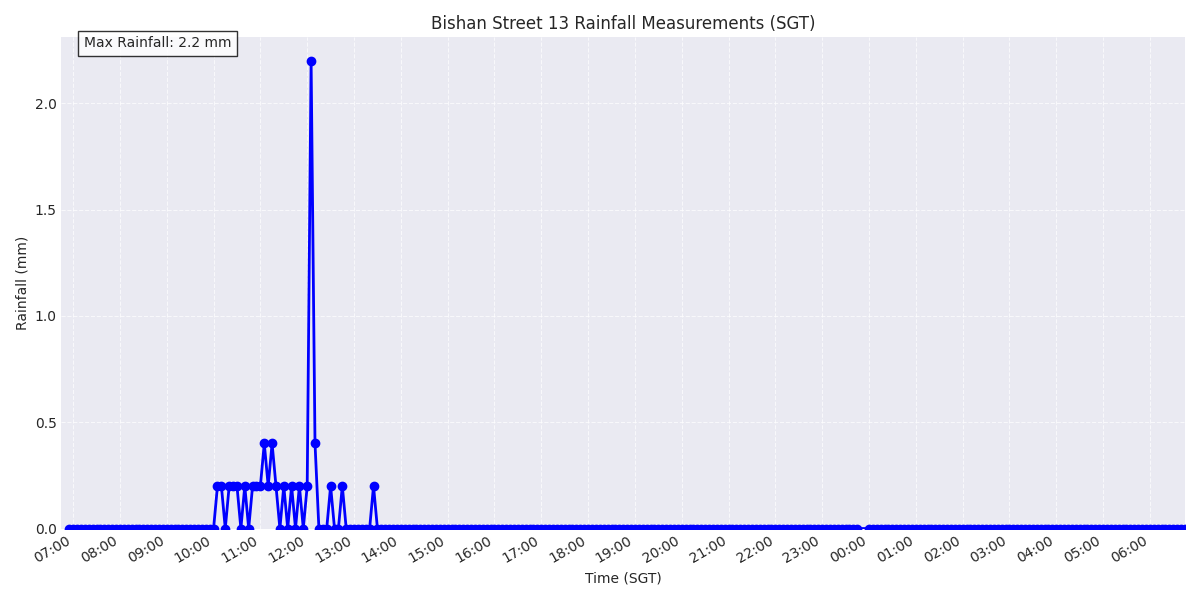 Bishan Street 13 Rainfall Measurements (SGT)
Max Rainfall: 2.2 mm
Rainfall (mm)
2.0
1.5
1.0
0.5
0.0
07:00 08:00 09:00 10:00 11:00 12:00 13:00 14:00 15:00 16:00 17:00 18:00 19:00 20:00 21:00 22:00 23:00 00:00 01:00 02:00 03:00 04:00 05:00 06:00
Time (SGT)